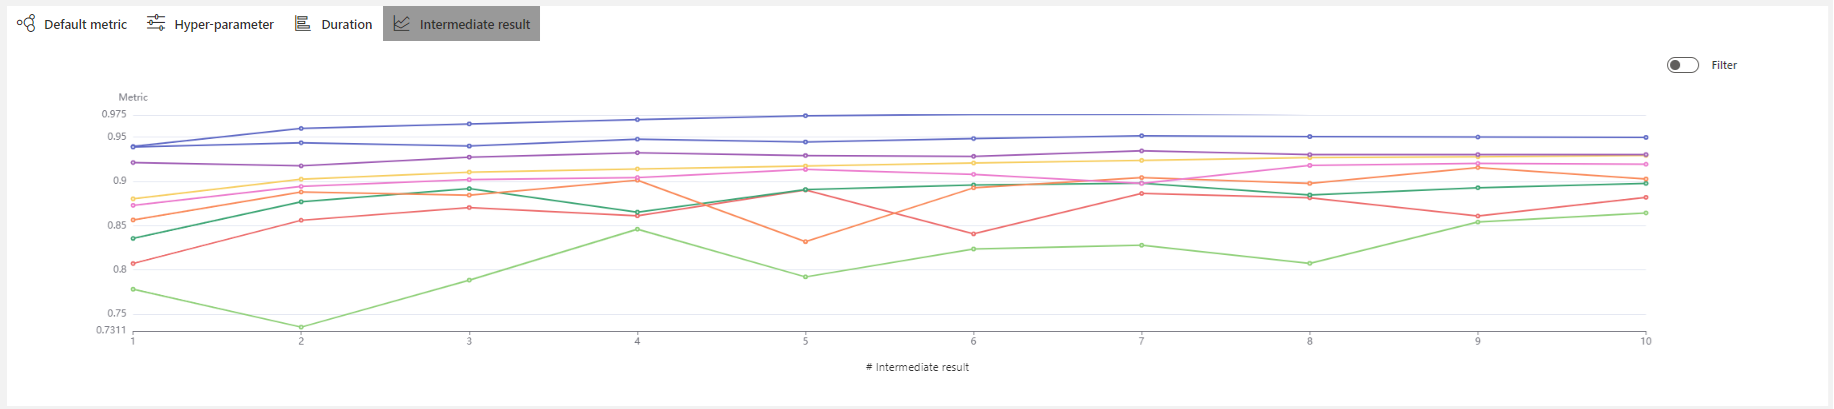 Default metric Hyper-parameter Duration Intermediate result
Filter
Metric
0.975
0.95
0.9
0.85
0.8
0.75
0.7311
1 2 3 4 5 6 7 8 9 10
# Intermediate result